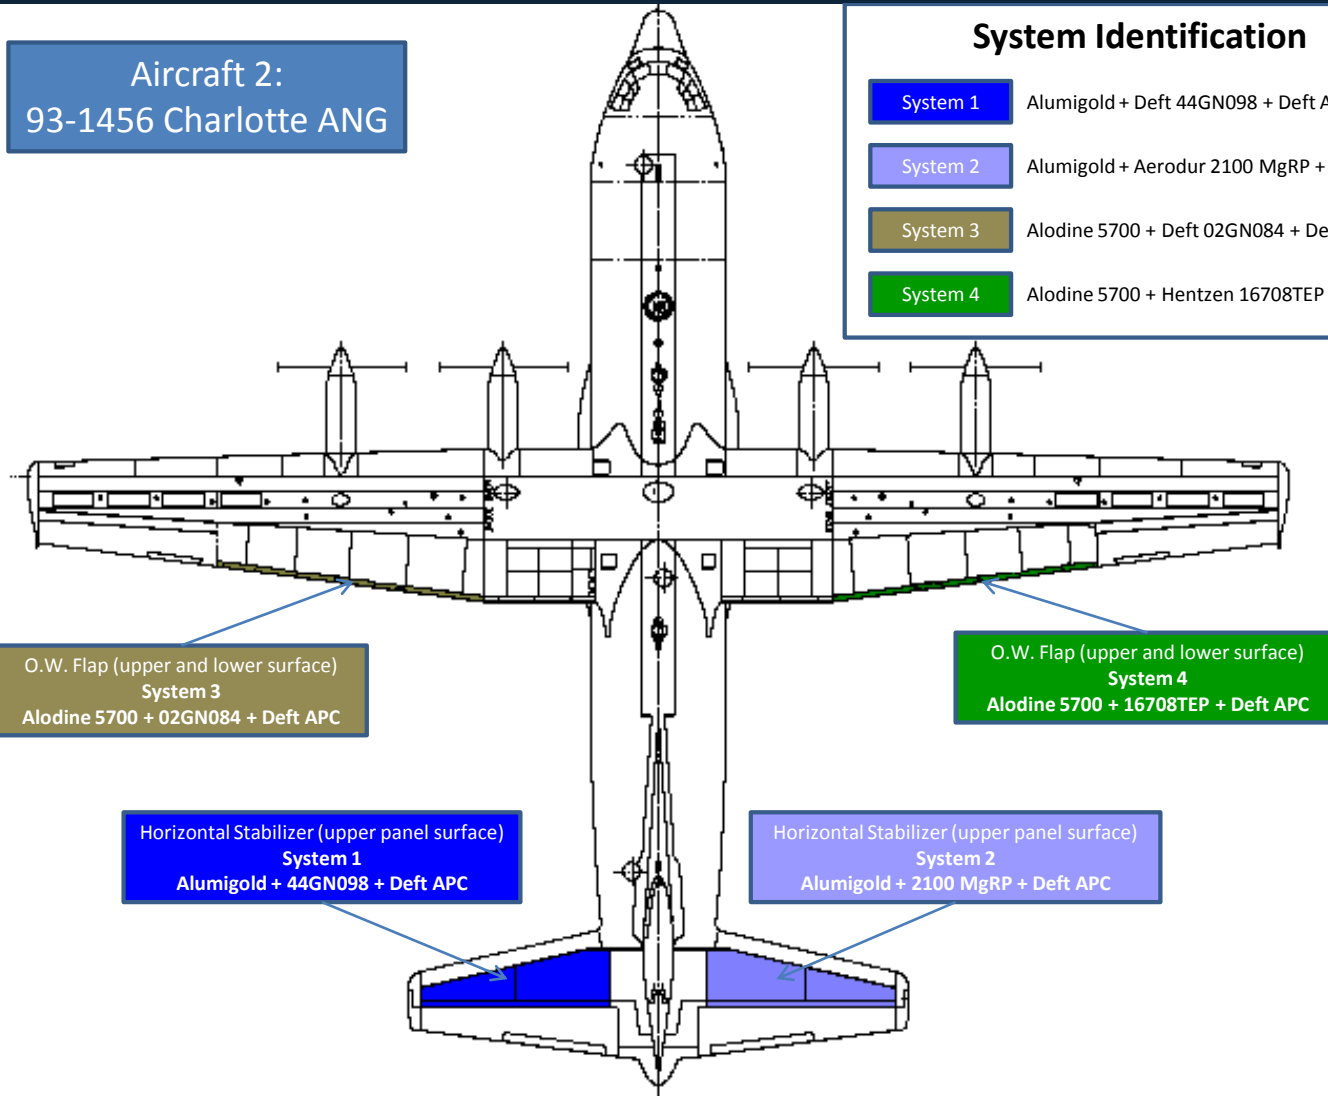 Aircraft 2:
93-1456 Charlotte ANG
System Identification
System 1 Alumigold + Deft 44GN098 + Deft A
System 2 Alumigold + Aerodur 2100 MgRP +
System 3 Alodine 5700 + Deft 02GN084 + De
System 4 Alodine 5700 + Hentzen 16708TEP
O.W. Flap (upper and lower surface)
System 3
Alodine 5700 + 02GN084 + Deft APC
O.W. Flap (upper and lower surface)
System 4
Alodine 5700 + 16708TEP + Deft APC
Horizontal Stabilizer (upper panel surface)
System 1
Alumigold + 44GN098 + Deft APC
Horizontal Stabilizer (upper panel surface)
System 2
Alumigold + 2100 MgRP + Deft APC